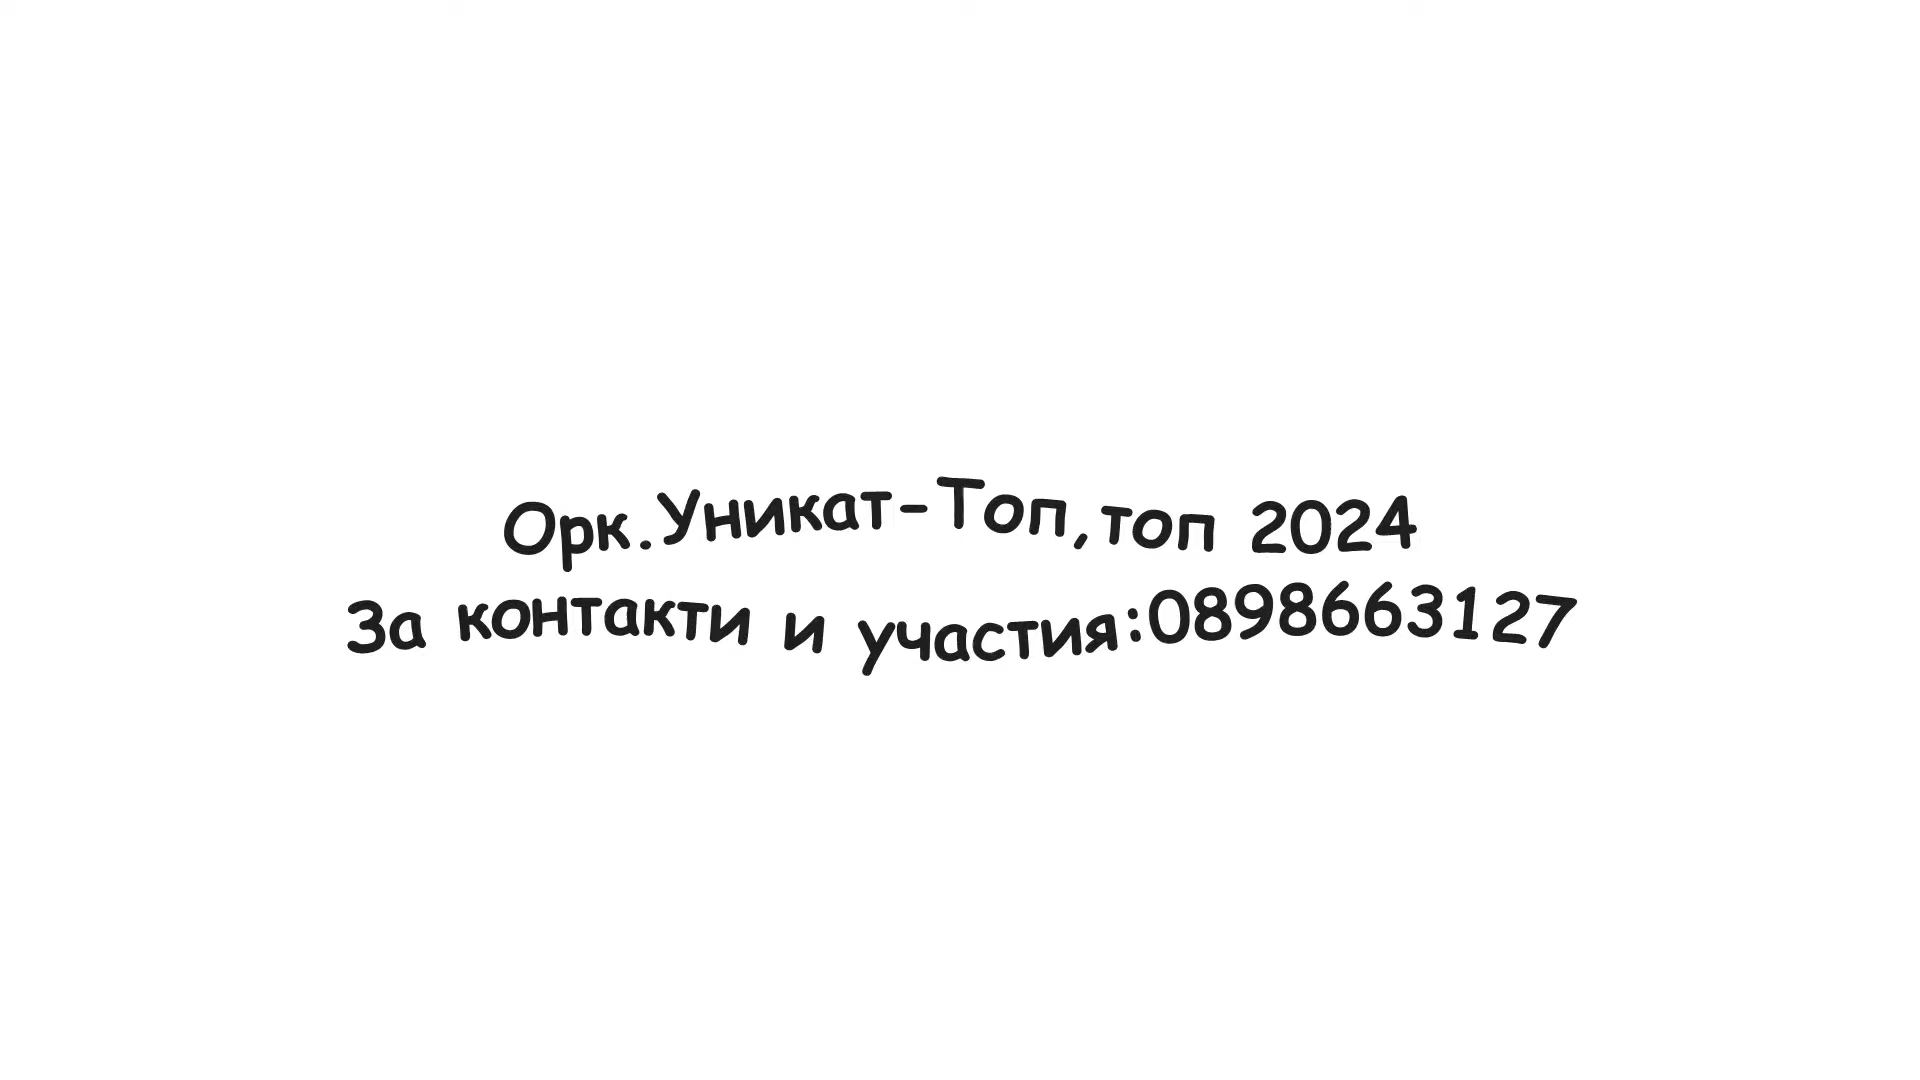 Орк.Уникат-Топ,топ 2024
За контакти и участия:0898663127